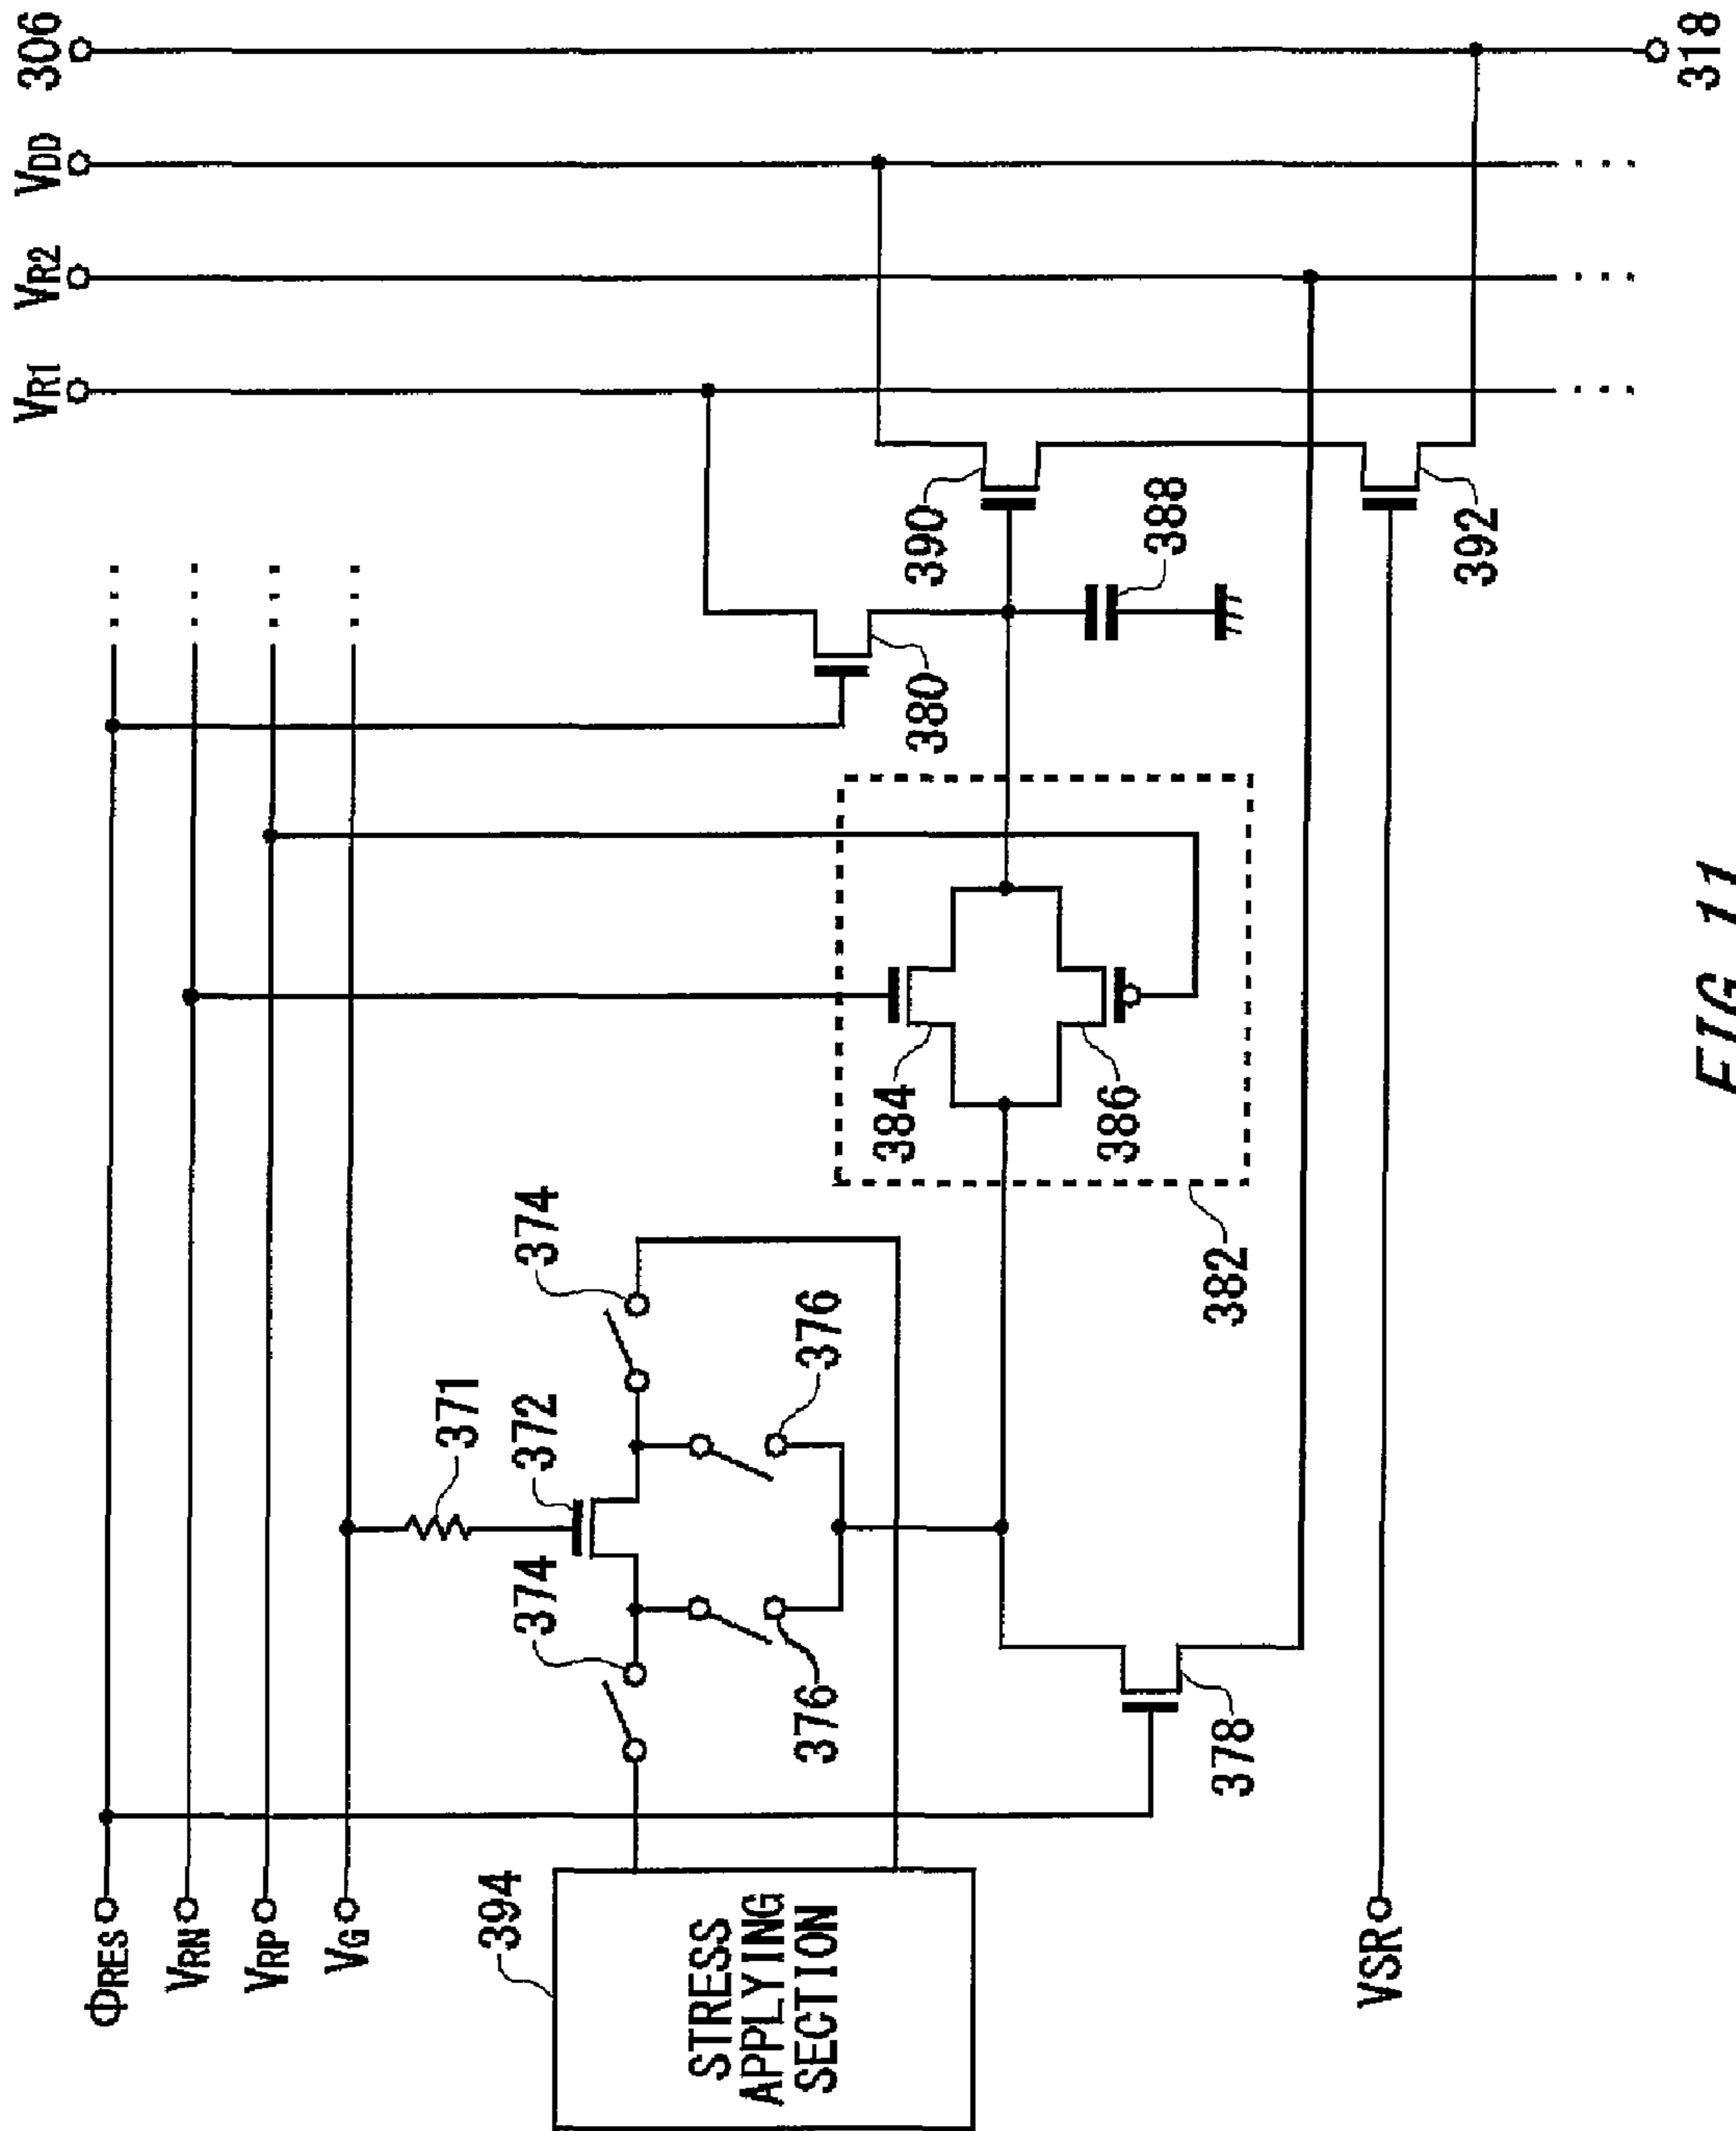 ΦRES
VRN
VRP
VG
394
STRESS
APPLYING
SECTION
VSR
371
372
374
374
376
376
378
382
384
386
380
390
388
392
VR1
VR2
VDD
306
318
FIG. 11